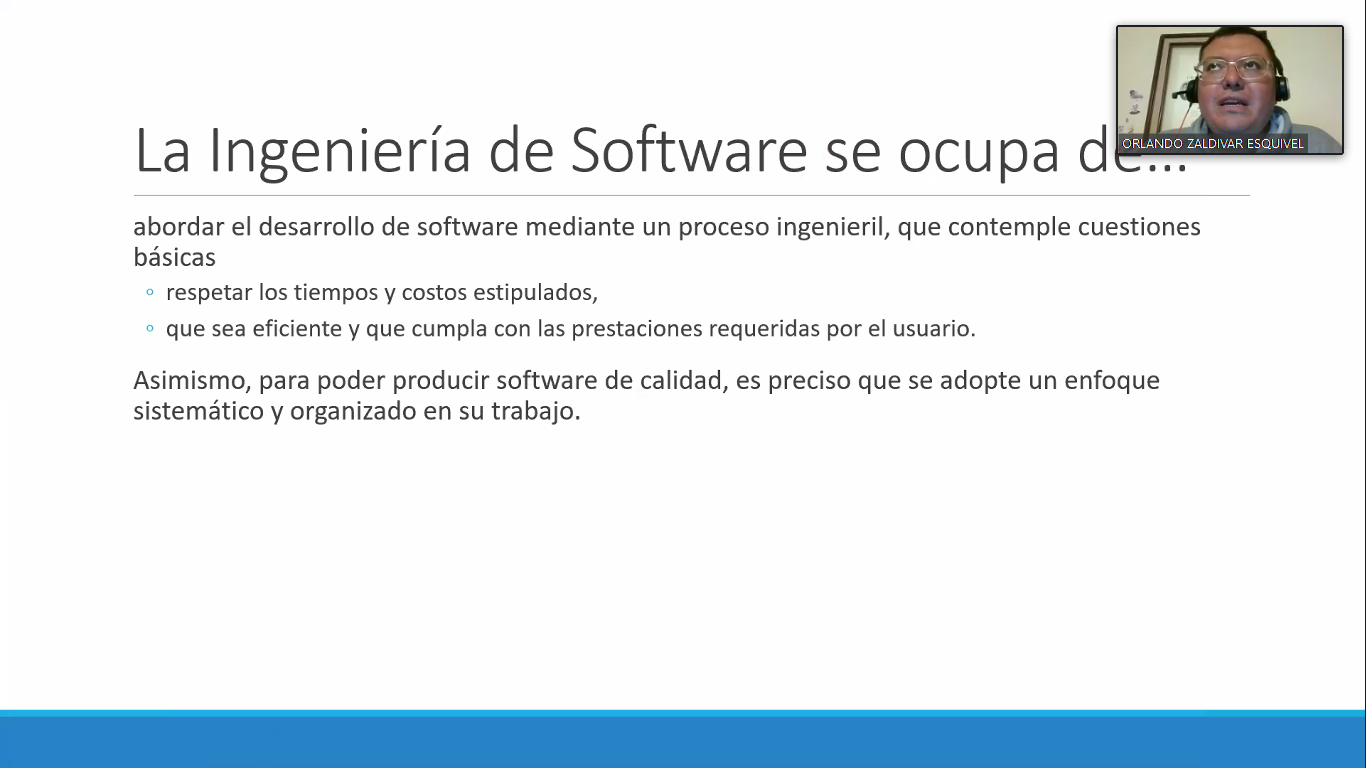 La Ingeniería de Software se ocupa de...
ORLANDO ZALDIVAR ESQUIVEL
abordar el desarrollo de software mediante un proceso ingenieril, que contemple cuestiones
básicas
◦ respetar los tiempos y costos estipulados,
◦ que sea eficiente y que cumpla con las prestaciones requeridas por el usuario.
Asimismo, para poder producir software de calidad, es preciso que se adopte un enfoque
sistemático y organizado en su trabajo.